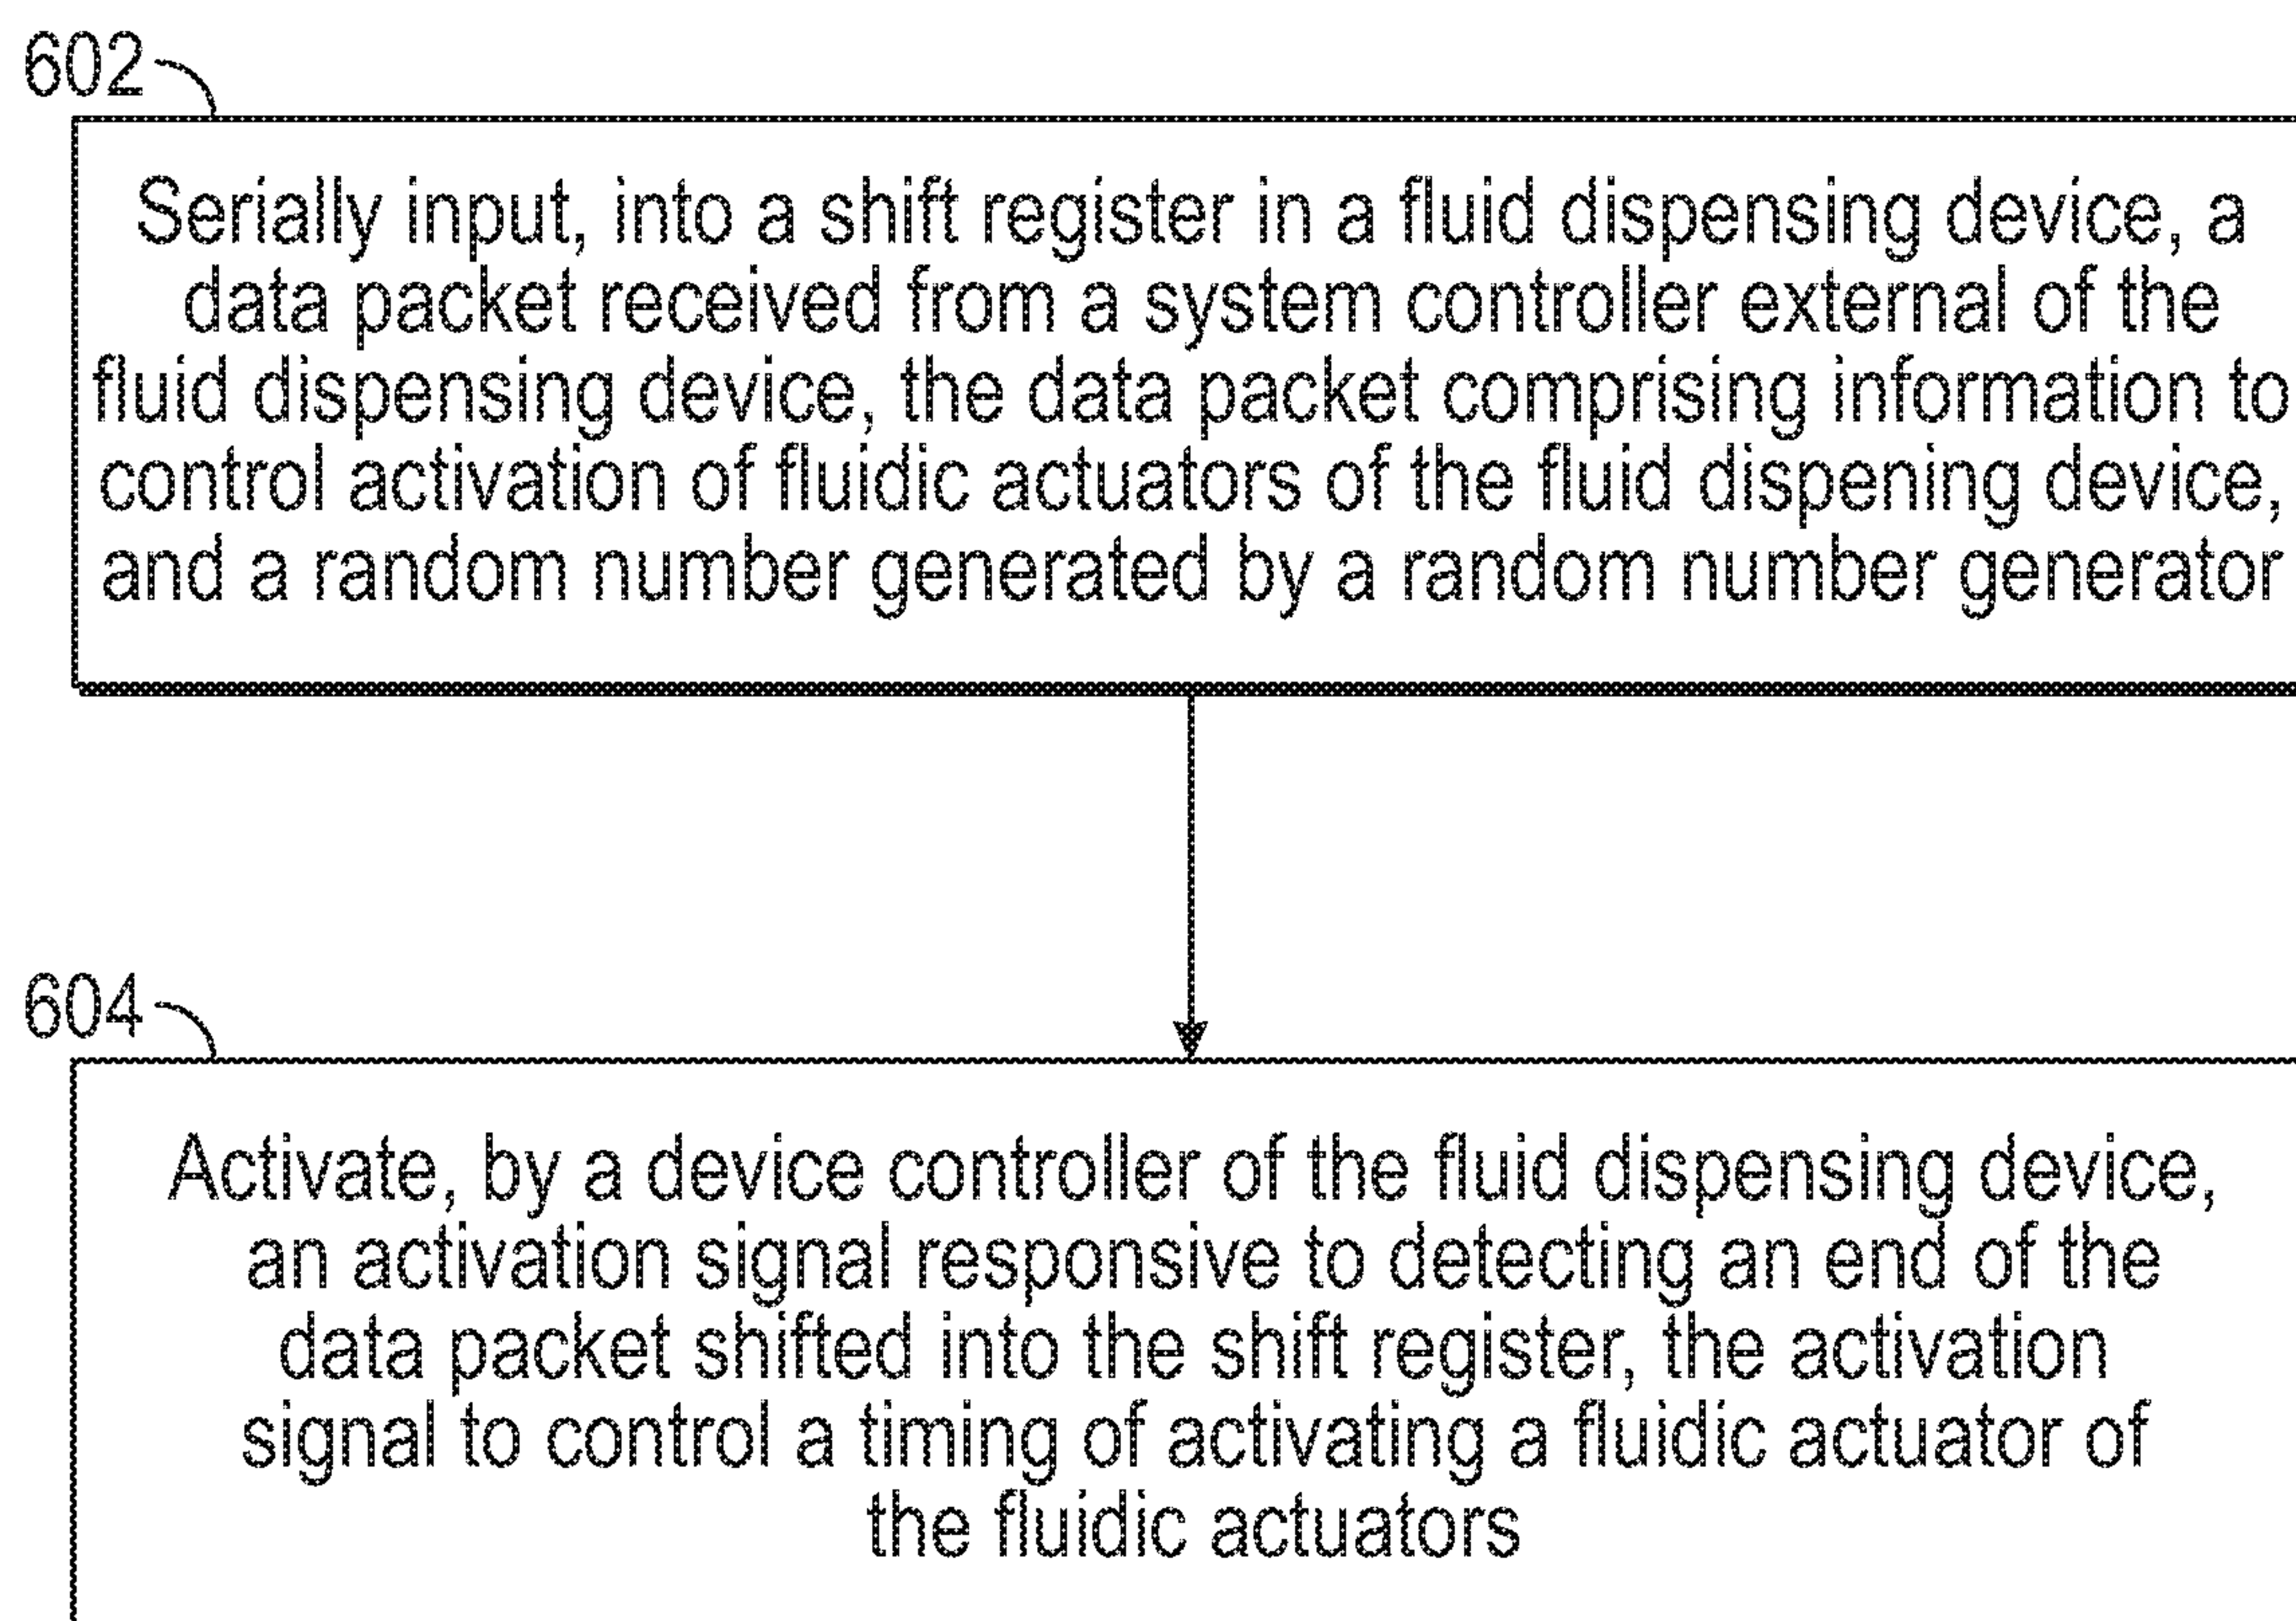 602
Serially input, into a shift register in a fluid dispensing device, a
data packet received from a system controller external of the
fluid dispensing device, the data packet comprising information to
control activation of fluidic actuators of the fluid dispening device,
and a random number generated by a random number generator
604
Activate, by a device controller of the fluid dispensing device,
an activation signal responsive to detecting an end of the
data packet shifted into the shift register, the activation
signal to control a timing of activating a fluidic actuator of
the fluidic actuators